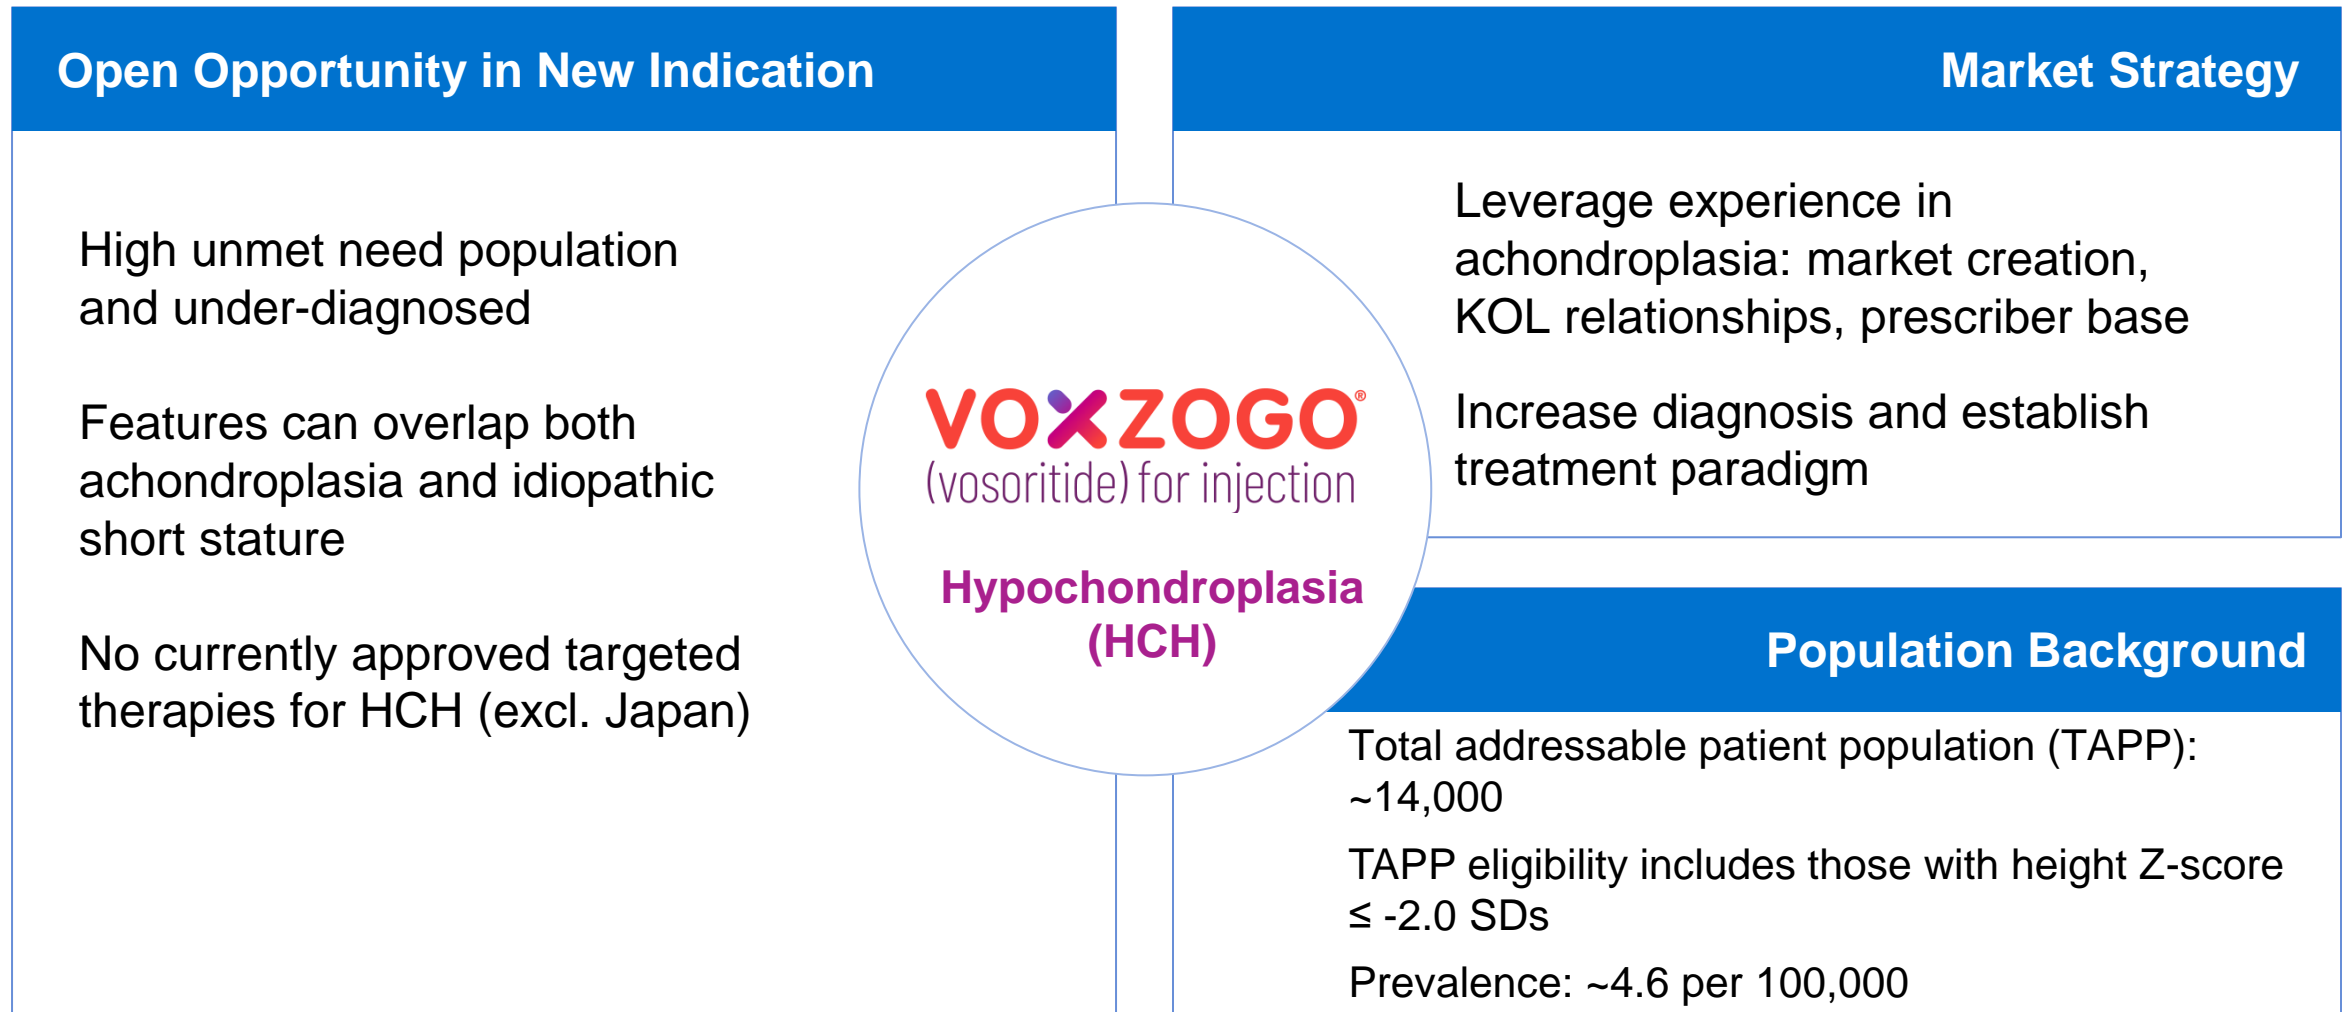 Open Opportunity in New Indication
High unmet need population
and under-diagnosed
Features can overlap both
achondroplasia and idiopathic
short stature
No currently approved targeted
therapies for HCH (excl. Japan)
VOXZOGO®
(vosoritide) for injection
Hypochondroplasia
(HCH)
Market Strategy
Leverage experience in
achondroplasia: market creation,
KOL relationships, prescriber base
Increase diagnosis and establish
treatment paradigm
Population Background
Total addressable patient population (TAPP):
~14,000
TAPP eligibility includes those with height Z-score
≤ -2.0 SDs
Prevalence: ~4.6 per 100,000